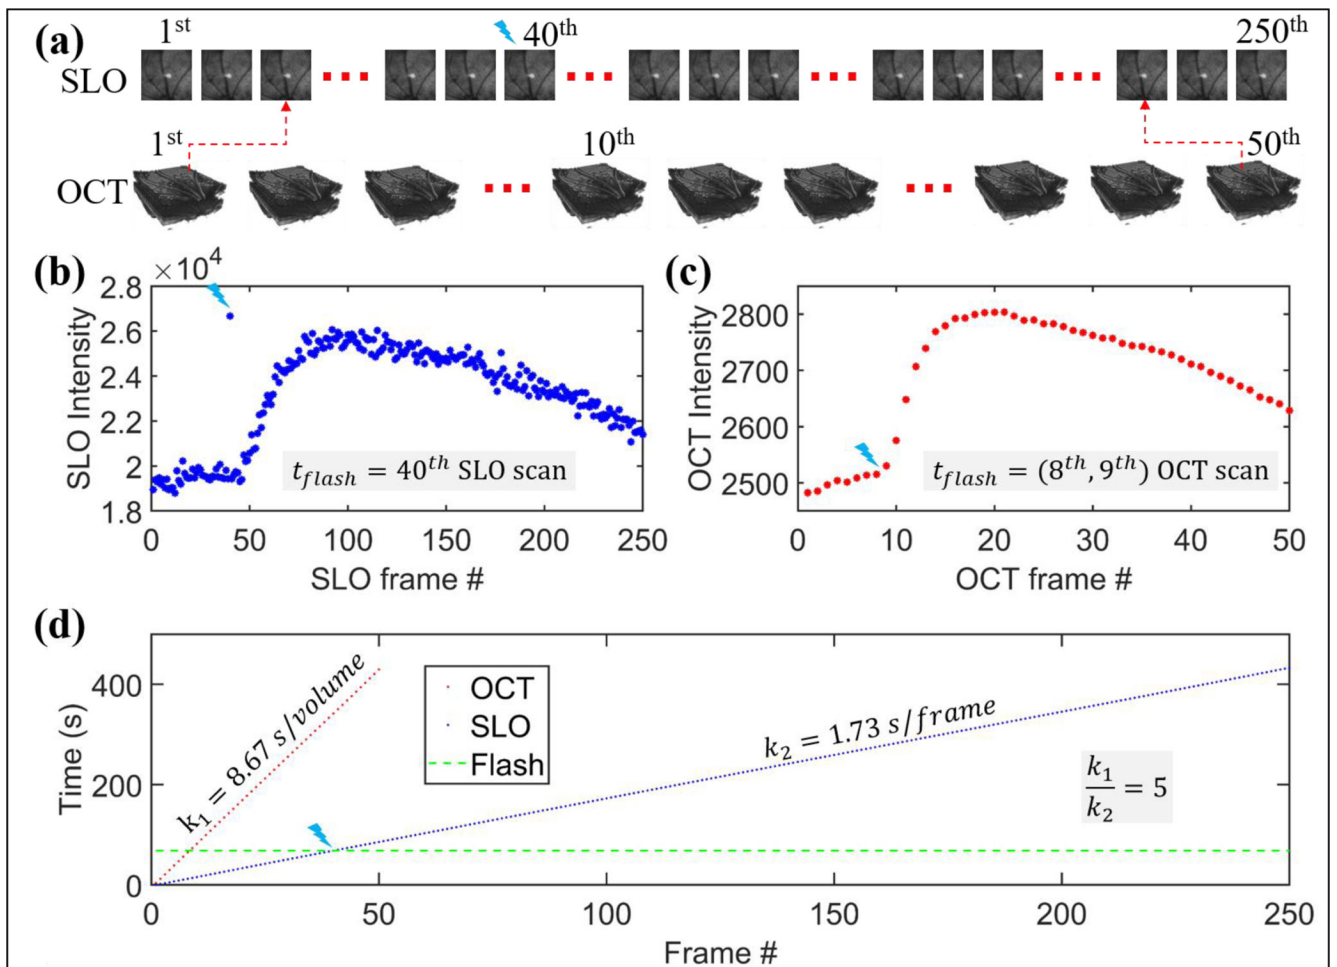 (a) 1st 40th 250th
SLO
1st 10th 50th
OCT
(b) ×10⁴
2.8
2.6
2.4
2.2
2
1.8
SLO Intensity
t_flash = 40th SLO scan
0 50 100 150 200 250
SLO frame #
(c)
2800
2700
2600
2500
OCT Intensity
t_flash = (8th, 9th) OCT scan
0 10 20 30 40 50
OCT frame #
(d)
400
200
0
Time (s)
k₁ = 8.67 s/volume
OCT
SLO
Flash
k₂ = 1.73 s/frame
k₁/k₂ = 5
0 50 100 150 200 250
Frame #